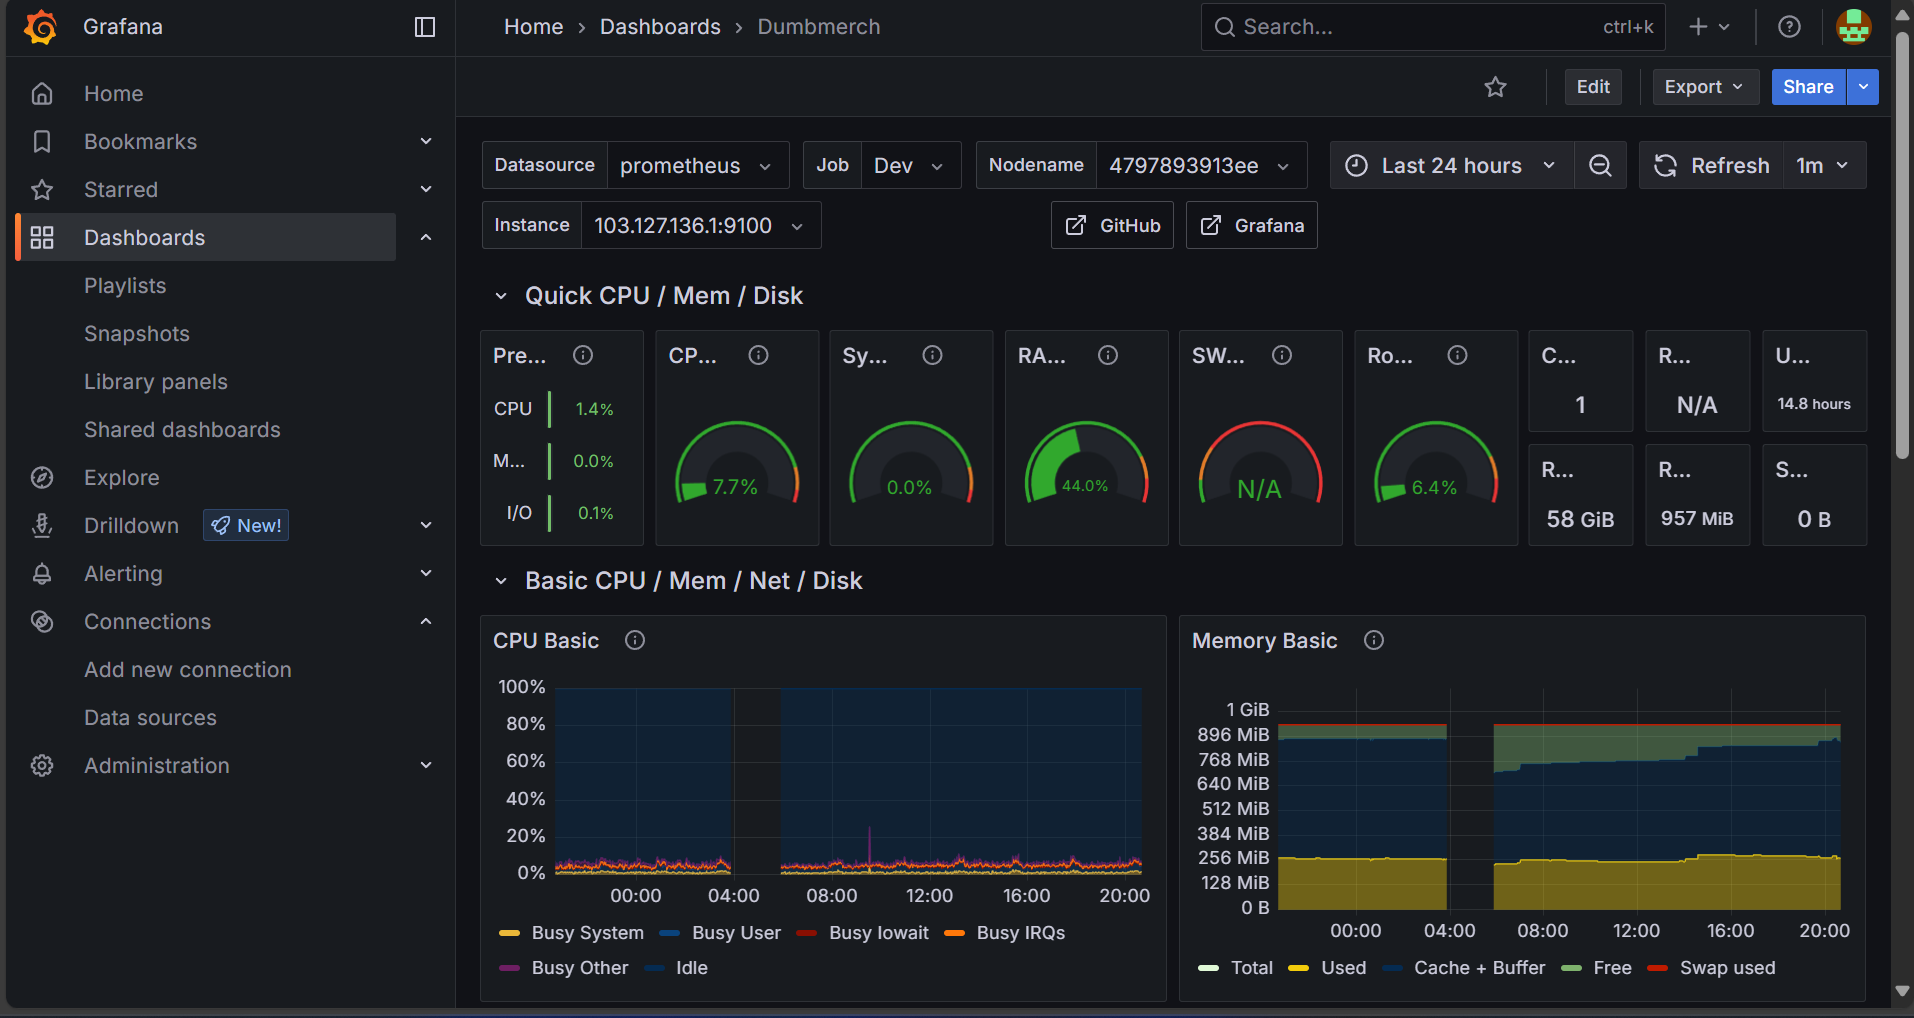 Grafana
Home › Dashboards › Dumbmerch
Search... ctrl+k
Edit Export Share
Home
Bookmarks
Starred
Dashboards
Playlists
Snapshots
Library panels
Shared dashboards
Explore
Drilldown New!
Alerting
Connections
Add new connection
Data sources
Administration
Datasource prometheus Job Dev Nodename 4797893913ee Last 24 hours Refresh 1m
Instance 103.127.136.1:9100 GitHub Grafana
Quick CPU / Mem / Disk
Pre...
CPU 1.4%
M... 0.0%
I/O 0.1%
CP...
7.7%
Sy...
0.0%
RA...
44.0%
SW...
N/A
Ro...
6.4%
C...
1
R...
N/A
U...
14.8 hours
R...
58 GiB
R...
957 MiB
S...
0 B
Basic CPU / Mem / Net / Disk
CPU Basic
100%
80%
60%
40%
20%
0%
00:00 04:00 08:00 12:00 16:00 20:00
Busy System Busy User Busy Iowait Busy IRQs
Busy Other Idle
Memory Basic
1 GiB
896 MiB
768 MiB
640 MiB
512 MiB
384 MiB
256 MiB
128 MiB
0 B
00:00 04:00 08:00 12:00 16:00 20:00
Total Used Cache + Buffer Free Swap used